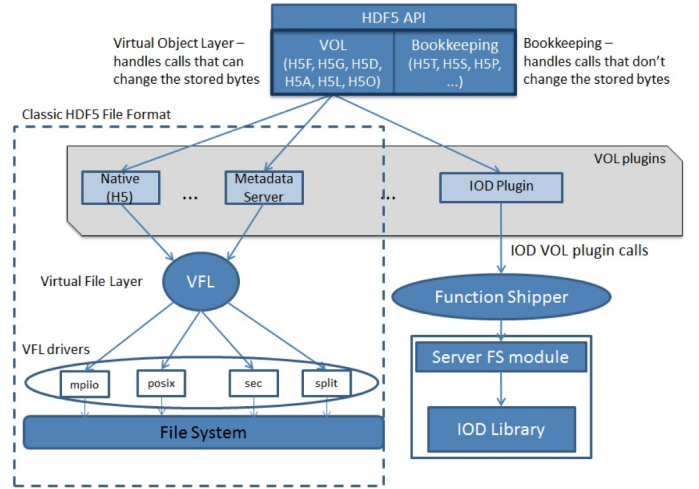 HDF5 API
Virtual Object Layer –
handles calls that can
change the stored bytes
VOL
(H5F, H5G, H5D,
H5A, H5L, H5O)
Bookkeeping
(H5T, H5S, H5P,
...)
Bookkeeping –
handles calls that don't
change the stored bytes
Classic HDF5 File Format
VOL plugins
Native
(H5)
...
Metadata
Server
...
IOD Plugin
IOD VOL plugin calls
Virtual File Layer
VFL
Function Shipper
VFL drivers
Server FS module
mpiio
posix
sec
split
File System
IOD Library